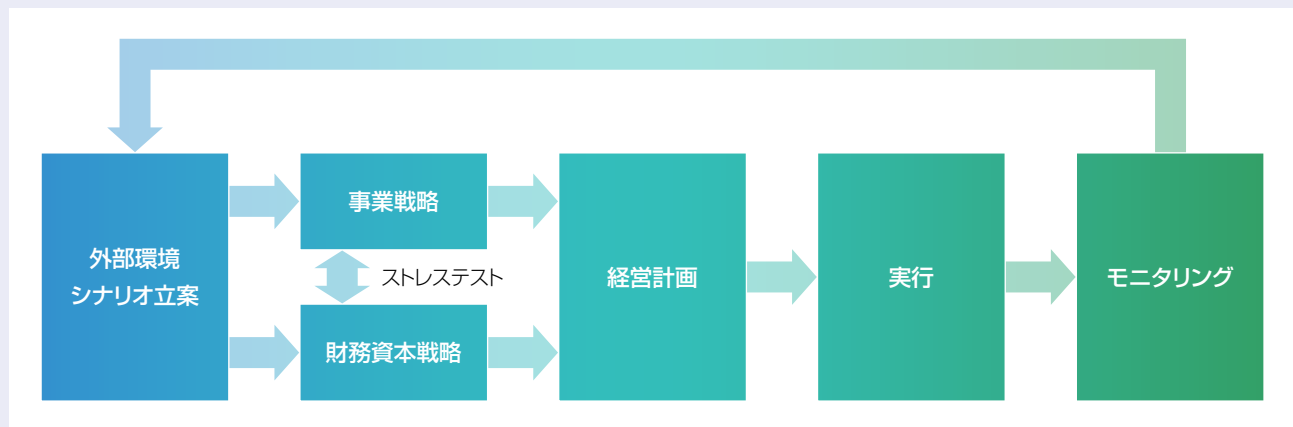 外部環境
シナリオ立案
事業戦略
ストレステスト
財務資本戦略
経営計画
実行
モニタリング